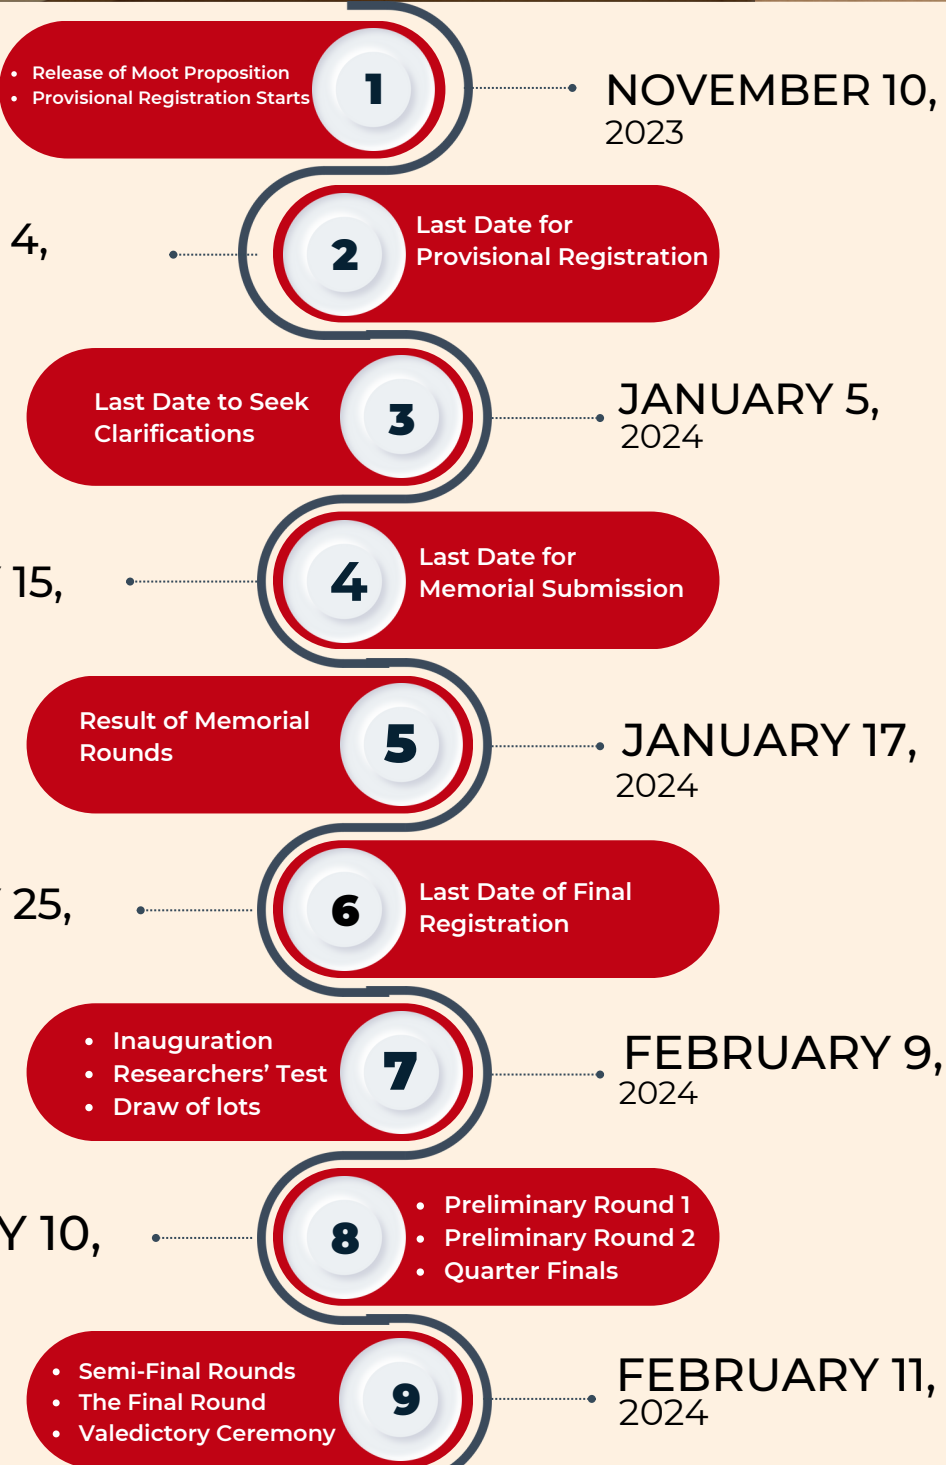 • Release of Moot Proposition
• Provisional Registration Starts
1
NOVEMBER 10,
2023
4,
2
Last Date for
Provisional Registration
Last Date to Seek
Clarifications
3
JANUARY 5,
2024
15,
4
Last Date for
Memorial Submission
Result of Memorial
Rounds
5
JANUARY 17,
2024
25,
6
Last Date of Final
Registration
• Inauguration
• Researchers’ Test
• Draw of lots
7
FEBRUARY 9,
2024
Y 10,
8
• Preliminary Round 1
• Preliminary Round 2
• Quarter Finals
• Semi-Final Rounds
• The Final Round
• Valedictory Ceremony
9
FEBRUARY 11,
2024